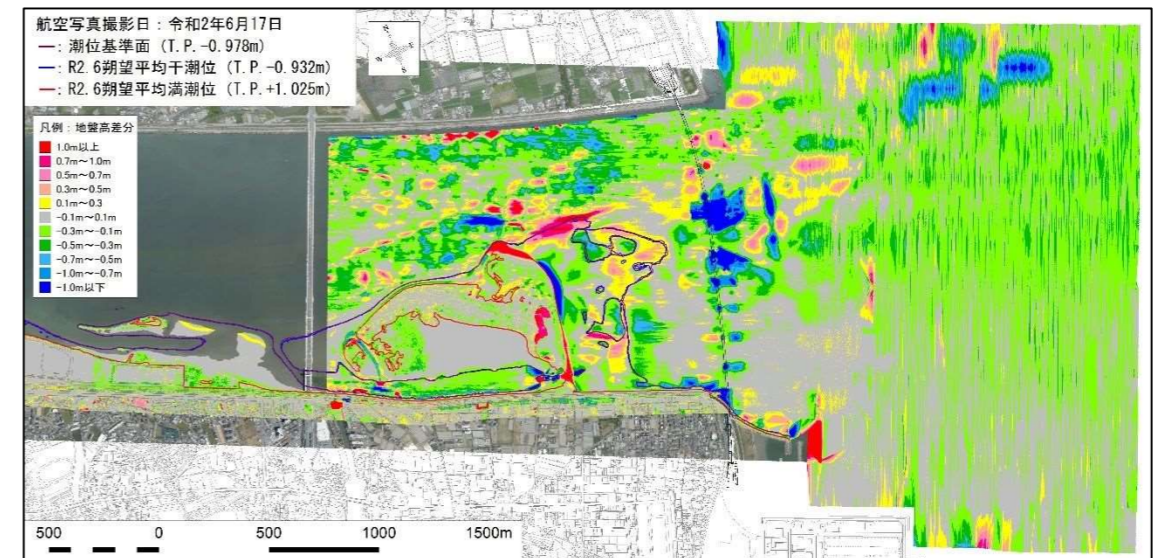 航空写真撮影日：令和2年6月17日
―：潮位基準面（T.P.-0.978m）
―：R2.6朔望平均干潮位（T.P.-0.932m）
―：R2.6朔望平均満潮位（T.P.+1.025m）
凡例：地盤高差分
1.0m以上
0.7m～1.0m
0.5m～0.7m
0.3m～0.5m
0.1m～0.3
-0.1m～0.1m
-0.3m～-0.1m
-0.5m～-0.3m
-0.7m～-0.5m
-1.0m～-0.7m
-1.0m以下
500 0 500 1000 1500m